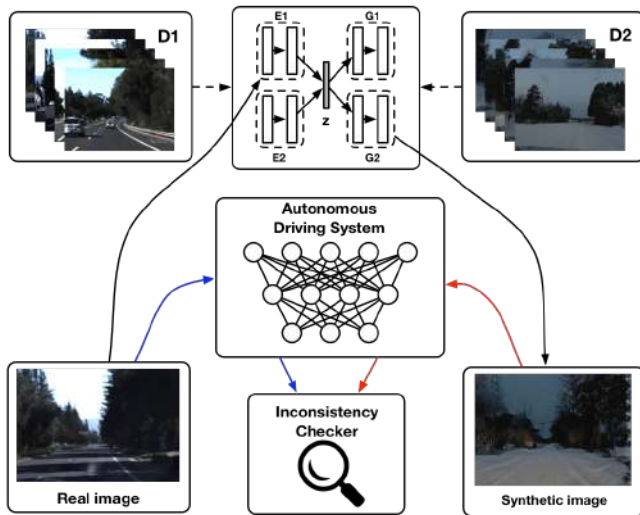 D1
E1
G1
D2
z
E2
G2
Autonomous
Driving System
Inconsistency
Checker
Real image
Synthetic image